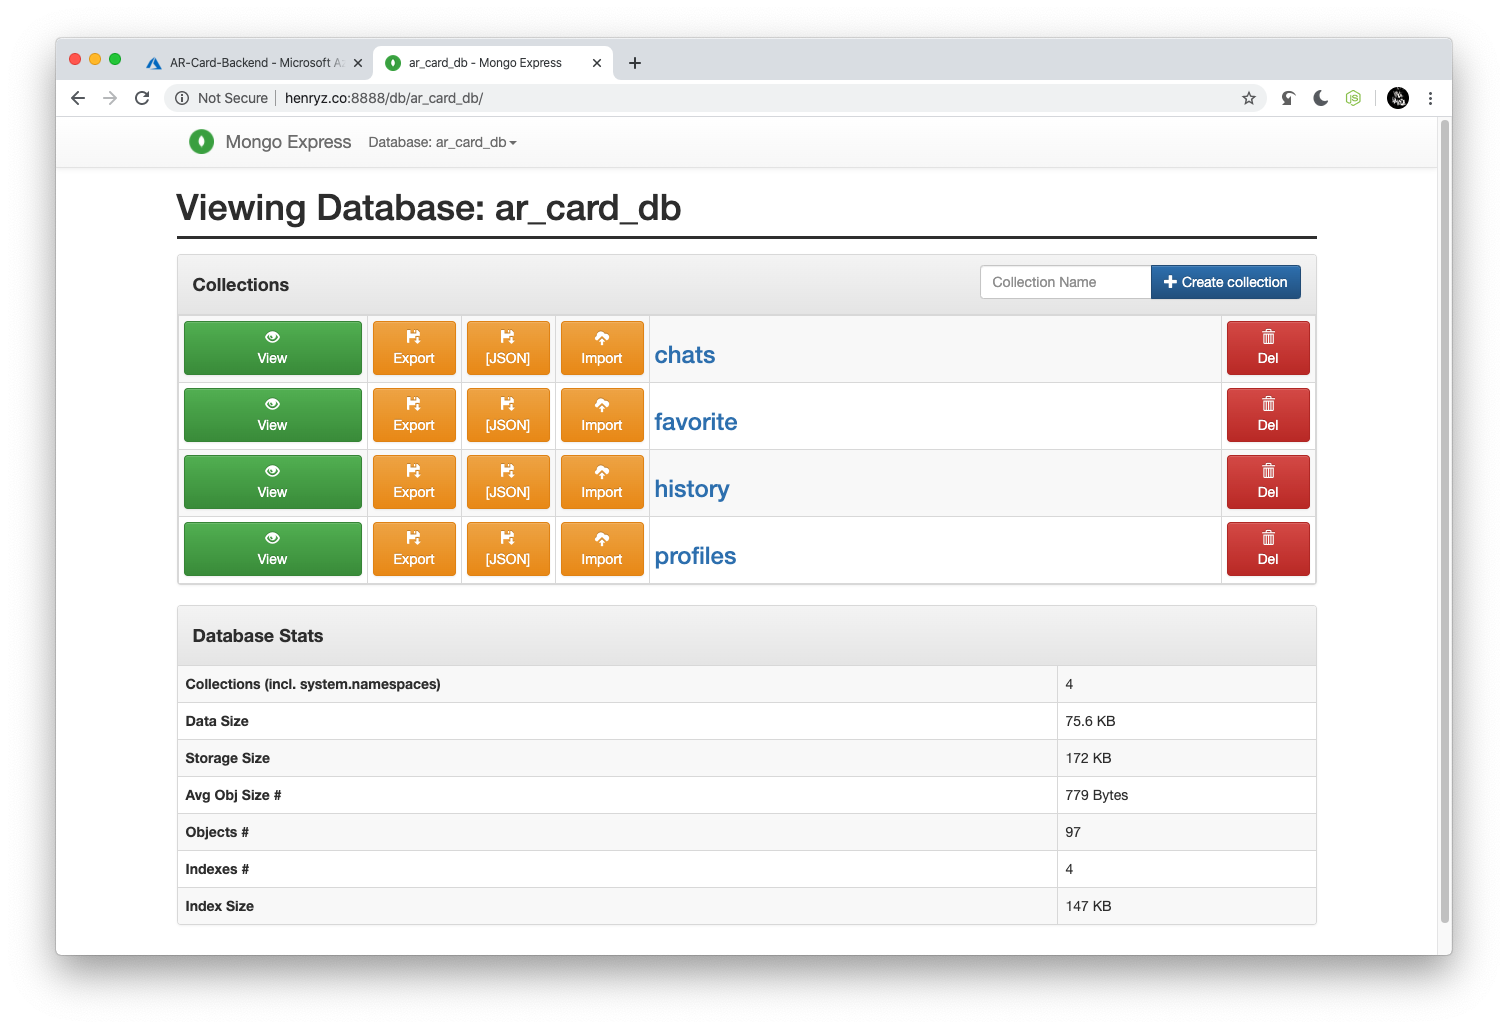 AR-Card-Backend - Microsoft Az
ar_card_db - Mongo Express
Not Secure henryz.co:8888/db/ar_card_db/
Mongo Express Database: ar_card_db
Viewing Database: ar_card_db
Collections Collection Name Create collection
View Export [JSON] Import chats Del
View Export [JSON] Import favorite Del
View Export [JSON] Import history Del
View Export [JSON] Import profiles Del
Database Stats
Collections (incl. system.namespaces) 4
Data Size 75.6 KB
Storage Size 172 KB
Avg Obj Size # 779 Bytes
Objects # 97
Indexes # 4
Index Size 147 KB